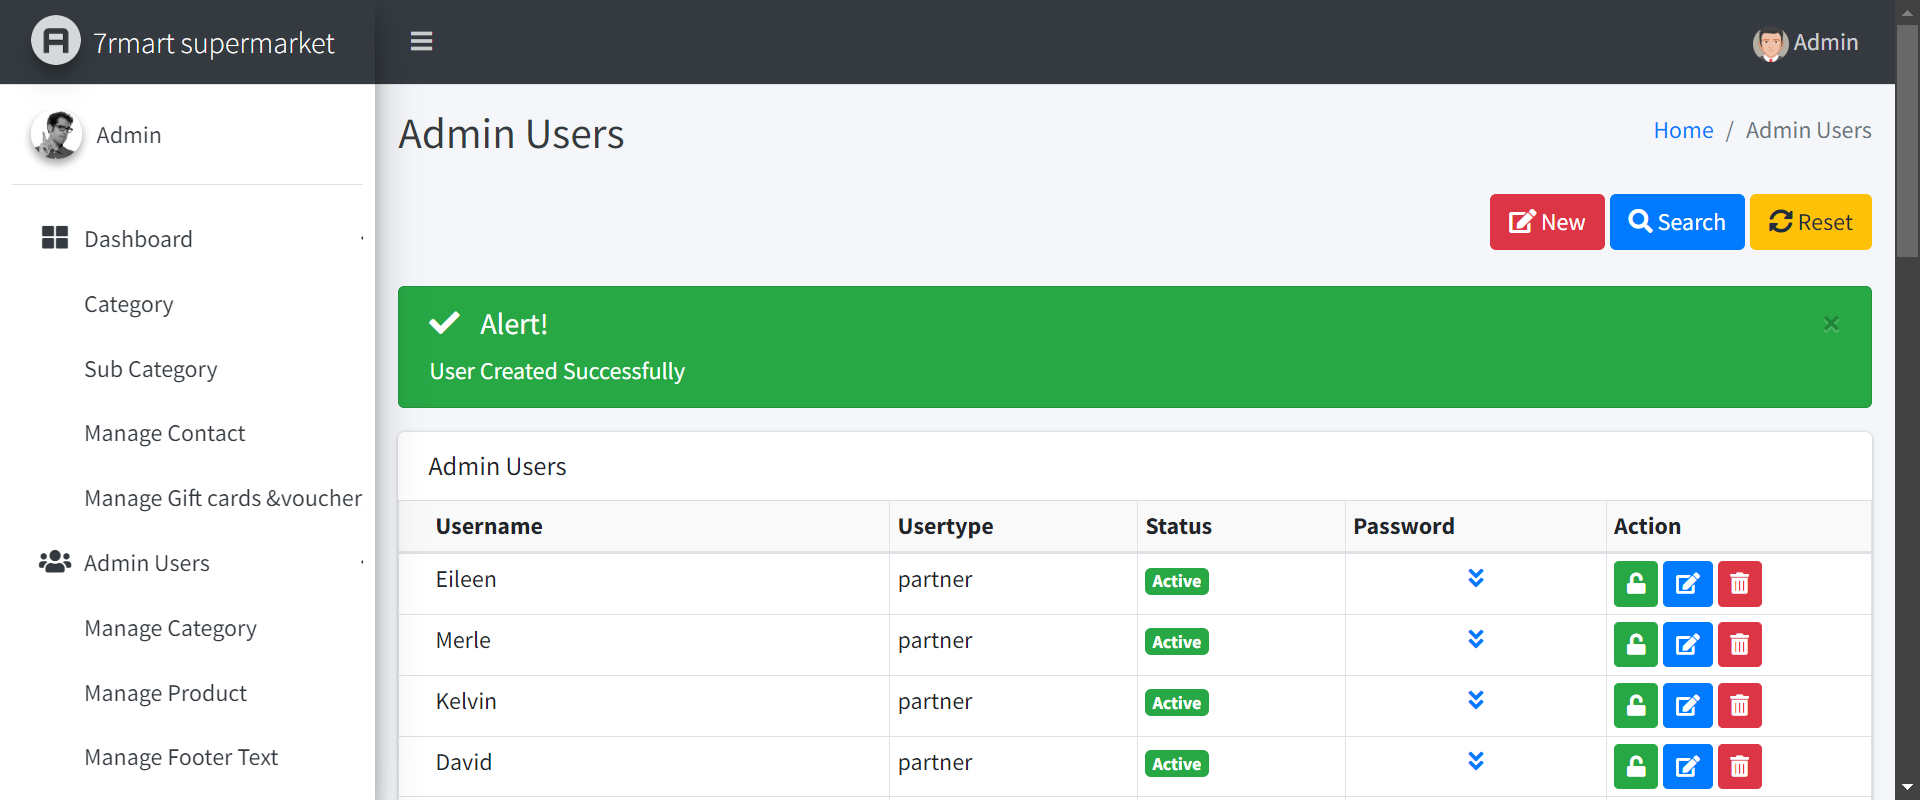 7rmart supermarket
Admin
Admin
Admin Users
Home / Admin Users
New
Search
Reset
Alert!
×
User Created Successfully
Dashboard
Category
Sub Category
Manage Contact
Manage Gift cards &voucher
Admin Users
Manage Category
Manage Product
Manage Footer Text
Admin Users
Username Usertype Status Password Action
Eileen partner Active
Merle partner Active
Kelvin partner Active
David partner Active